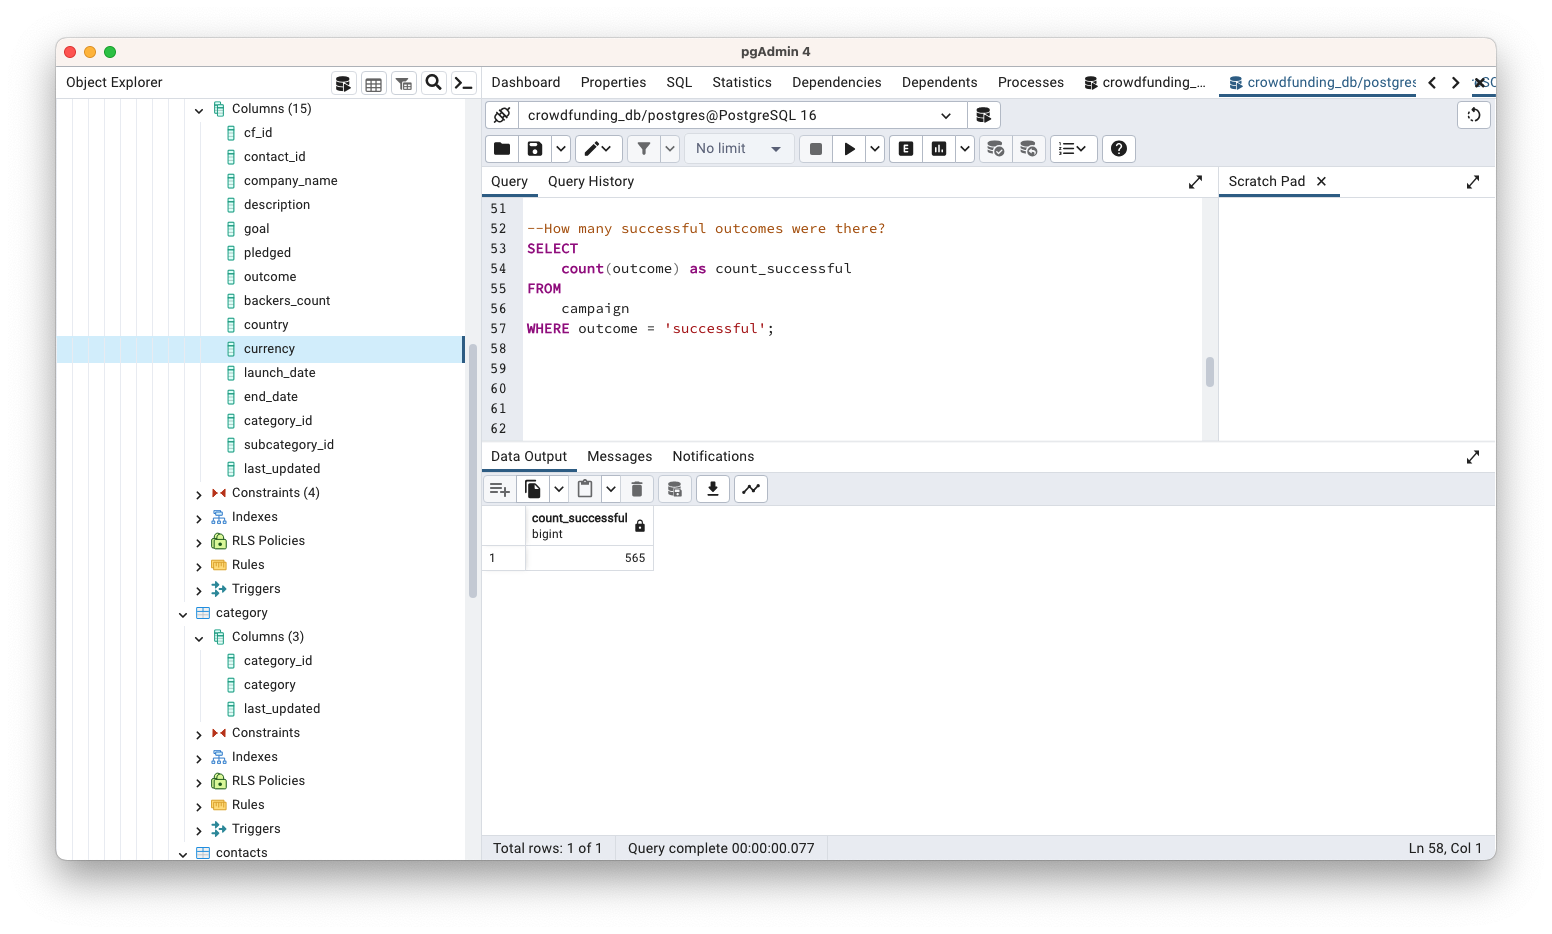 pgAdmin 4
Object Explorer
Dashboard Properties SQL Statistics Dependencies Dependents Processes crowdfunding_... crowdfunding_db/postgres
crowdfunding_db/postgres@PostgreSQL 16
No limit
Query Query History
Scratch Pad
51
52 --How many successful outcomes were there?
53 SELECT
54 count(outcome) as count_successful
55 FROM
56 campaign
57 WHERE outcome = 'successful';
58
59
60
61
62
Data Output Messages Notifications
count_successful
bigint
1 565
Total rows: 1 of 1 Query complete 00:00:00.077 Ln 58, Col 1
Columns (15)
cf_id
contact_id
company_name
description
goal
pledged
outcome
backers_count
country
currency
launch_date
end_date
category_id
subcategory_id
last_updated
Constraints (4)
Indexes
RLS Policies
Rules
Triggers
category
Columns (3)
category_id
category
last_updated
Constraints
Indexes
RLS Policies
Rules
Triggers
contacts